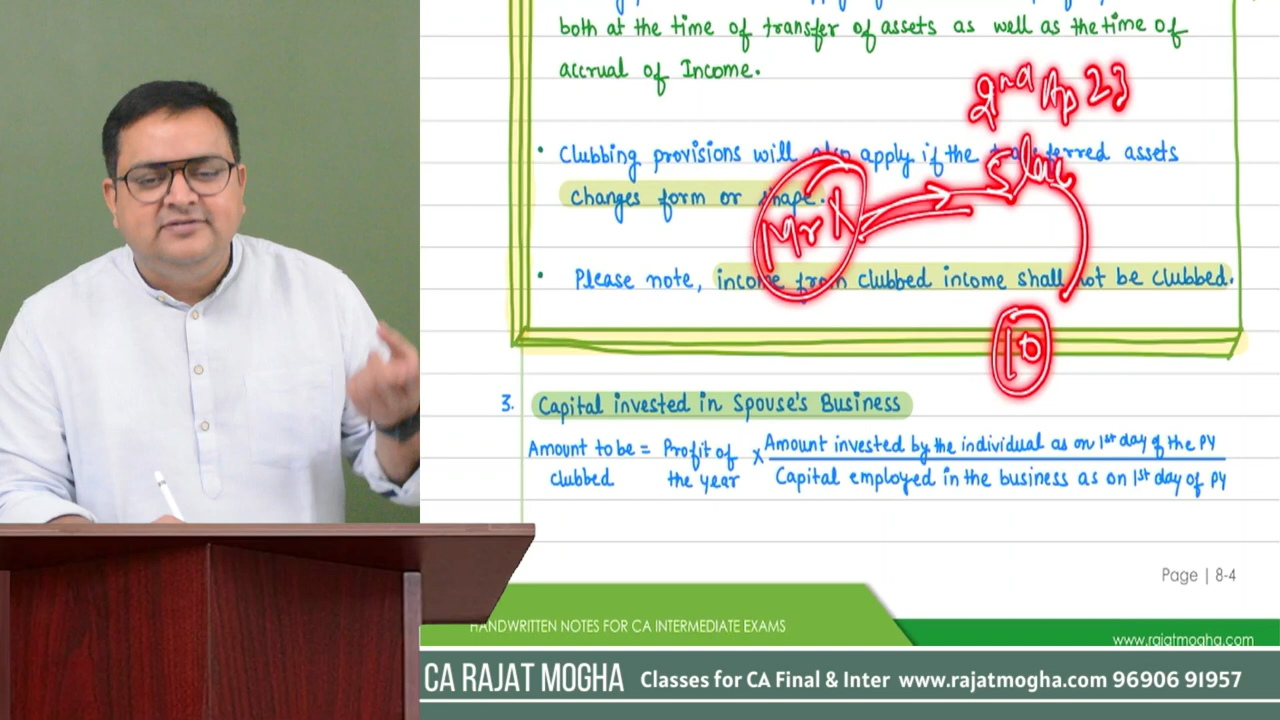 both at the time of transfer of assets as well as the time of
accrual of Income.
2nd Ap 23
• Clubbing provisions will also apply if the transferred assets
changes form or shape.
5 lac
Mr X
• Please note, income from clubbed income shall not be clubbed.
10
3. Capital invested in Spouse's Business
Amount to be = Profit of × Amount invested by the individual as on 1st day of the PY
clubbed the year Capital employed in the business as on 1st day of PY
Page | 8-4
HANDWRITTEN NOTES FOR CA INTERMEDIATE EXAMS
www.rajatmogha.com
CA RAJAT MOGHA Classes for CA Final & Inter www.rajatmogha.com 96906 91957